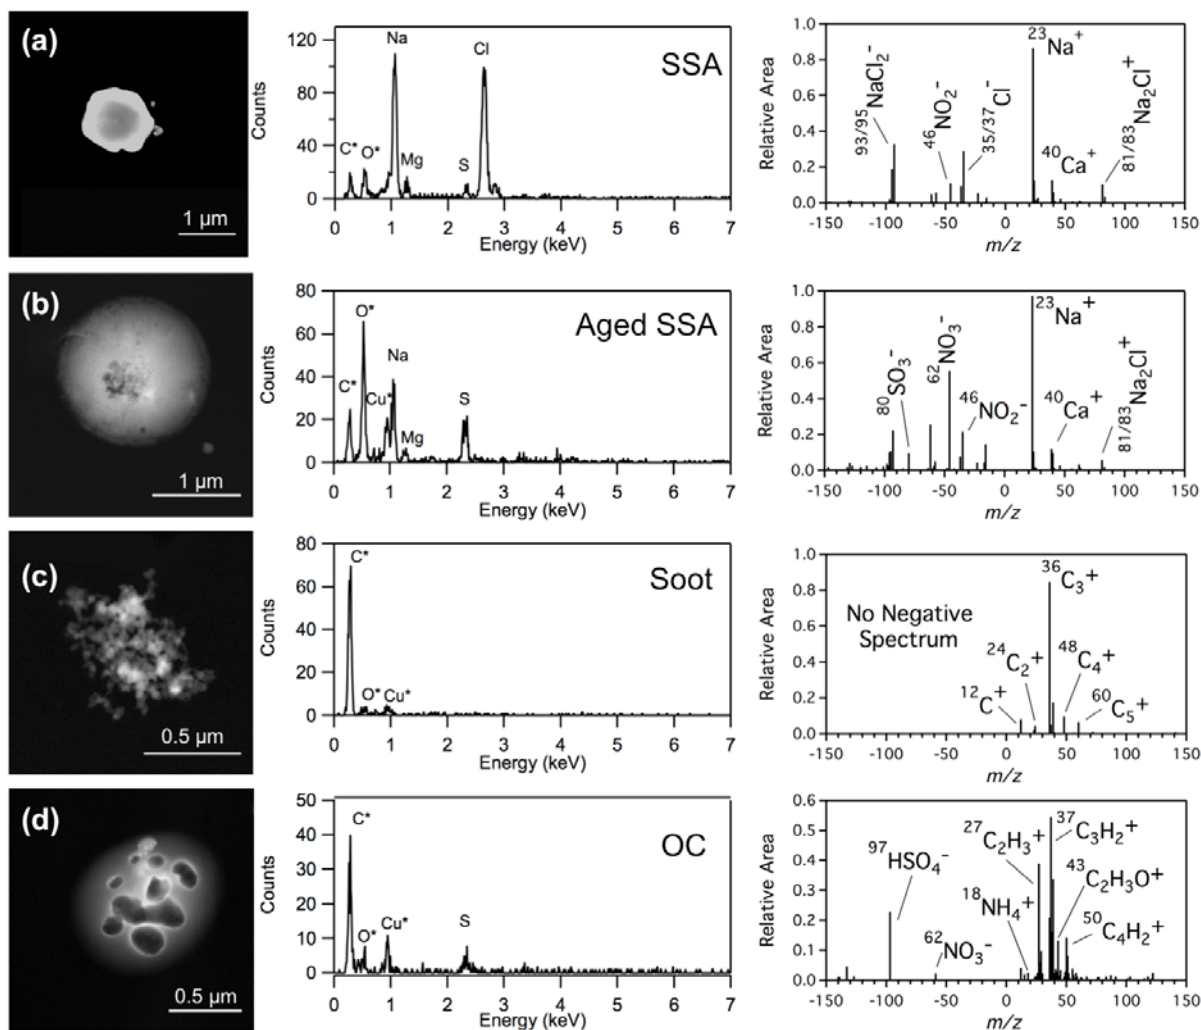 (a)
1 μm
Counts
120
80
40
0
C*
O*
Na
Mg
S
Cl
SSA
0 1 2 3 4 5 6 7
Energy (keV)
Relative Area
1.0
0.8
0.6
0.4
0.2
0.0
93/95NaCl2-
46NO2-
35/37Cl-
23Na+
40Ca+
81/83Na2Cl+
-150 -100 -50 0 50 100 150
m/z
(b)
1 μm
Counts
80
60
40
20
0
C*
O*
Cu*
Na
Mg
S
Aged SSA
0 1 2 3 4 5 6 7
Energy (keV)
Relative Area
1.0
0.8
0.6
0.4
0.2
0.0
80SO3-
62NO3-
46NO2-
23Na+
40Ca+
81/83Na2Cl+
-150 -100 -50 0 50 100 150
m/z
(c)
0.5 μm
Counts
80
60
40
20
0
C*
O*
Cu*
Soot
0 1 2 3 4 5 6 7
Energy (keV)
Relative Area
1.0
0.8
0.6
0.4
0.2
0.0
No Negative
Spectrum
12C+
24C2+
36C3+
48C4+
60C5+
-150 -100 -50 0 50 100 150
m/z
(d)
0.5 μm
Counts
50
40
30
20
10
0
C*
O*
Cu*
S
OC
0 1 2 3 4 5 6 7
Energy (keV)
Relative Area
0.6
0.5
0.4
0.3
0.2
0.1
0.0
97HSO4-
62NO3-
18NH4+
27C2H3+
37C3H2+
43C2H3O+
50C4H2+
-150 -100 -50 0 50 100 150
m/z